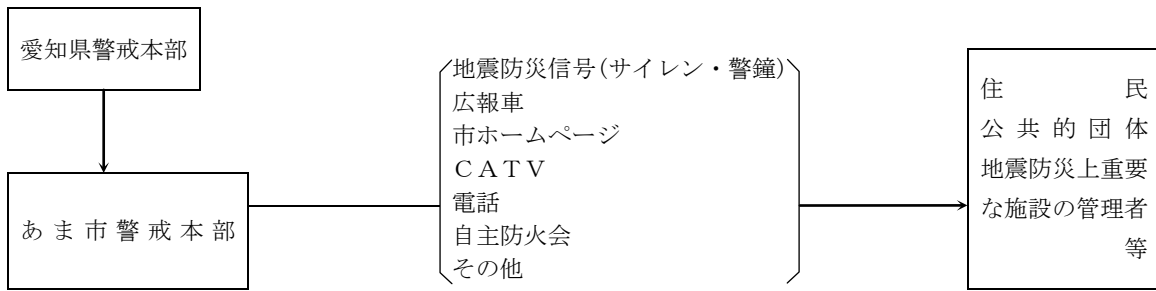 愛知県警戒本部
あま市警戒本部
地震防災信号(サイレン・警鐘)
広報車
市ホームページ
ＣＡＴＶ
電話
自主防火会
その他
住民
公共的団体
地震防災上重要
な施設の管理者
等